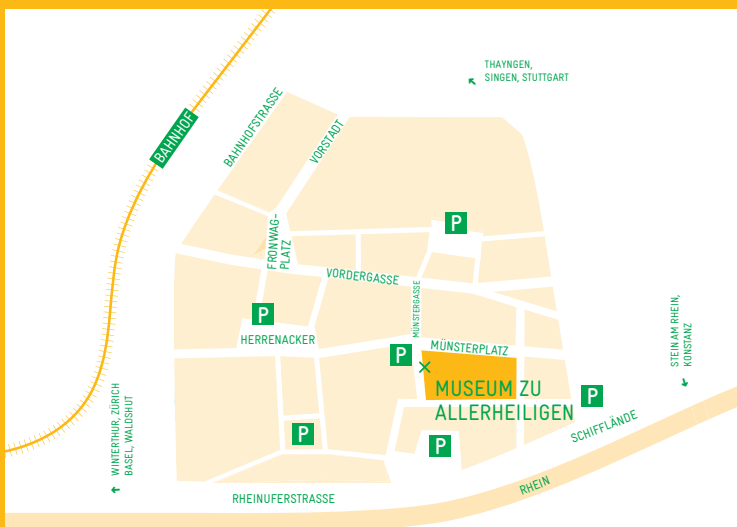 THAYNGEN,
SINGEN, STUTTGART
BAHNHOF
BAHNHOFSTRASSE
VORSTADT
P
FRONWAG-
PLATZ
VORDERGASSE
MÜNSTERGASSE
P
HERRENACKER
P
MÜNSTERPLATZ
STEIN AM RHEIN,
KONSTANZ
MUSEUM ZU
ALLERHEILIGEN
P
WINTERTHUR, ZÜRICH
BASEL, WALDSHUT
P
P
SCHIFFLÄNDE
RHEIN
RHEINUFERSTRASSE